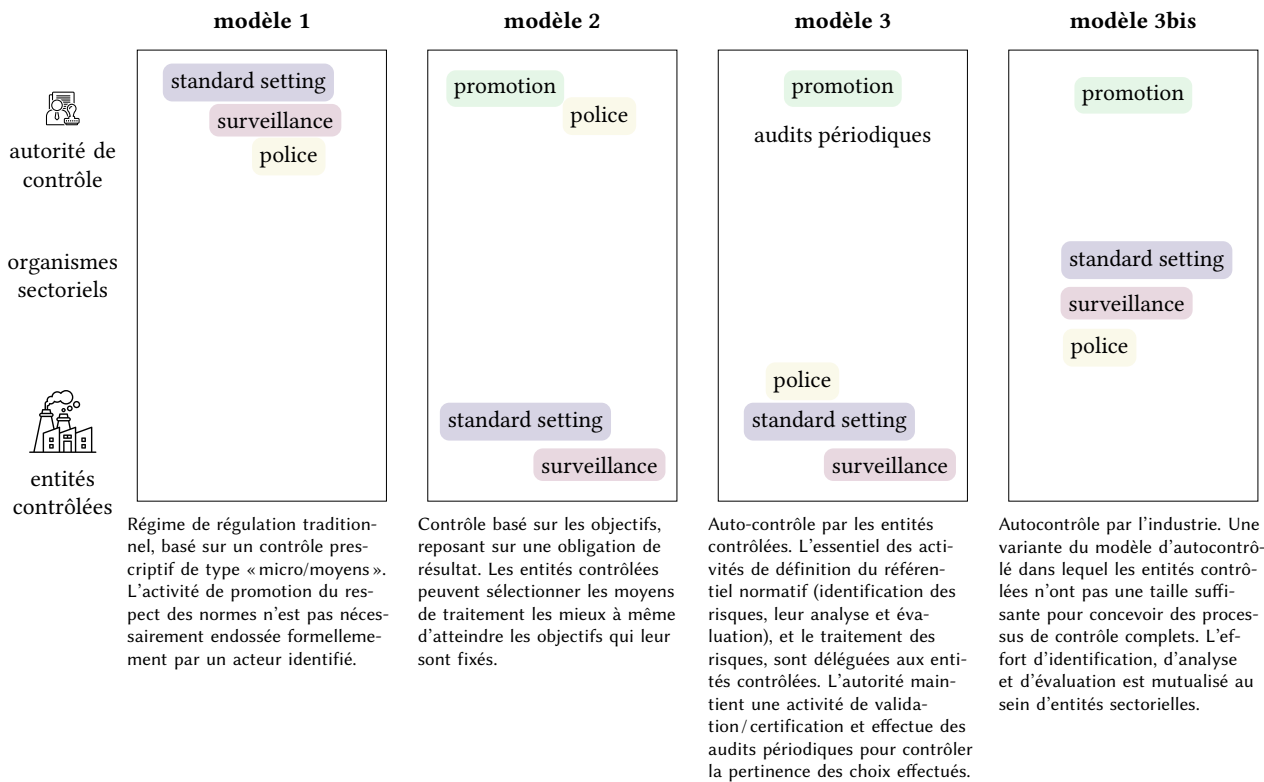 modèle 1
modèle 2
modèle 3
modèle 3bis
autorité de
contrôle
organismes
sectoriels
entités
contrôlées
standard setting
surveillance
police
Régime de régulation tradition-
nel, basé sur un contrôle pres-
criptif de type « micro/moyens ».
L'activité de promotion du res-
pect des normes n'est pas néces-
sairement endossée formelle-
ment par un acteur identifié.
promotion
police
standard setting
surveillance
Contrôle basé sur les objectifs,
reposant sur une obligation de
résultat. Les entités contrôlées
peuvent sélectionner les moyens
de traitement les mieux à même
d'atteindre les objectifs qui leur
sont fixés.
promotion
audits périodiques
police
standard setting
surveillance
Auto-contrôle par les entités
contrôlées. L'essentiel des acti-
vités de définition du référen-
tiel normatif (identification des
risques, leur analyse et éva-
luation), et le traitement des
risques, sont déléguées aux enti-
tés contrôlées. L'autorité main-
tient une activité de valida-
tion/certification et effectue des
audits périodiques pour contrôler
la pertinence des choix effectués.
promotion
standard setting
surveillance
police
Autocontrôle par l'industrie. Une
variante du modèle d'autocontrô-
lé dans lequel les entités contrô-
lées n'ont pas une taille suffi-
sante pour concevoir des proces-
sus de contrôle complets. L'ef-
fort d'identification, d'analyse
et d'évaluation est mutualisé au
sein d'entités sectorielles.